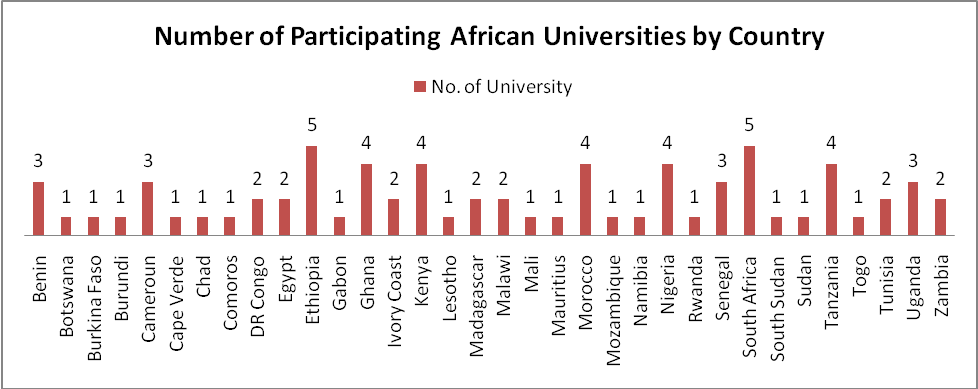 Number of Participating African Universities by Country
No. of University
3
1
1
1
3
1
1
1
2
2
5
1
4
2
4
1
2
2
1
1
4
1
1
4
1
3
5
1
1
4
1
2
3
2
Benin
Botswana
Burkina Faso
Burundi
Cameroun
Cape Verde
Chad
Comoros
DR Congo
Egypt
Ethiopia
Gabon
Ghana
Ivory Coast
Kenya
Lesotho
Madagascar
Malawi
Mali
Mauritius
Morocco
Mozambique
Namibia
Nigeria
Rwanda
Senegal
South Africa
South Sudan
Sudan
Tanzania
Togo
Tunisia
Uganda
Zambia